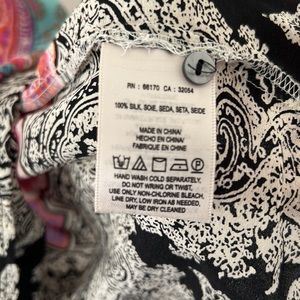 RN : 66170 CA : 32054
100% SILK, SOIE, SEDA, SETA, SEIDE
MADE IN CHINA/
HECHO EN CHINA/
FABRIQUE EN CHINE
HAND WASH COLD SEPARATELY.
DO NOT WRING OR TWIST.
USE ONLY NON-CHLORINE BLEACH.
LINE DRY, LOW IRON AS NEEDED.
MAY BE DRY CLEANED